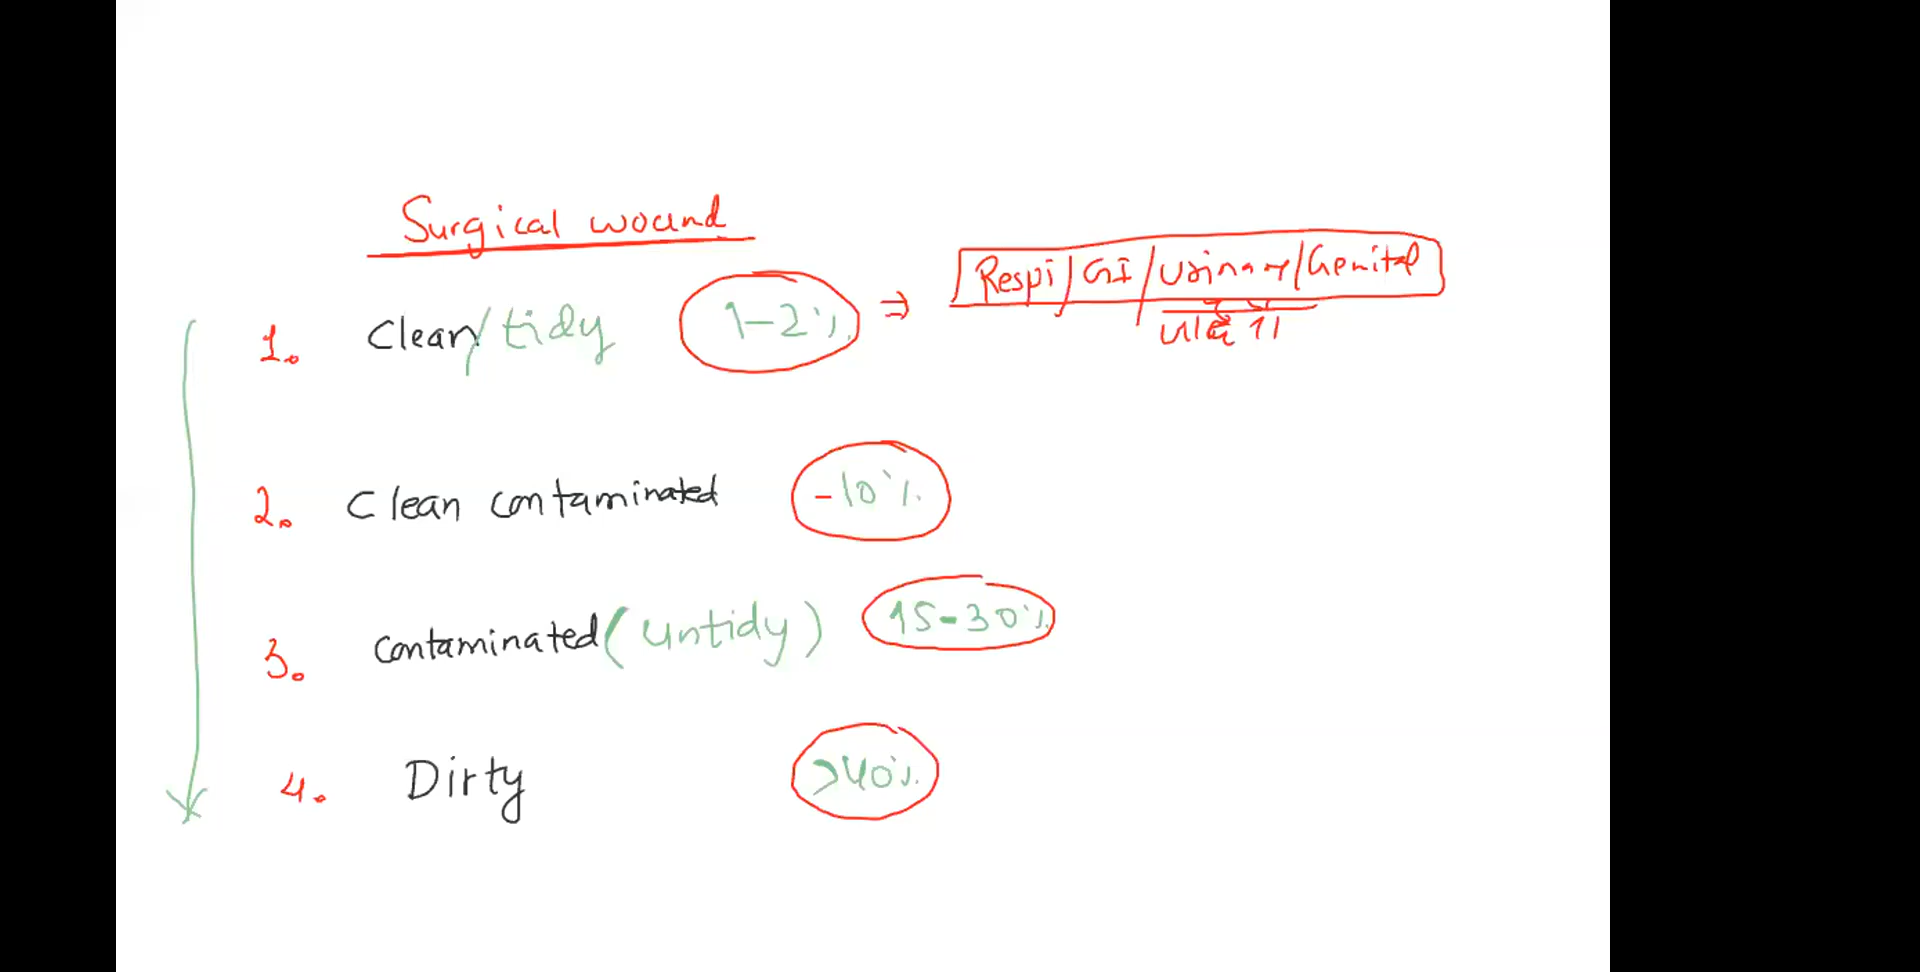 Surgical wound
1. Clean/tidy 1-2% ⇒ Respi/GI/Urinary/Genital
2. Clean contaminated -10%
3. Contaminated (untidy) 15-30%
4. Dirty >40%